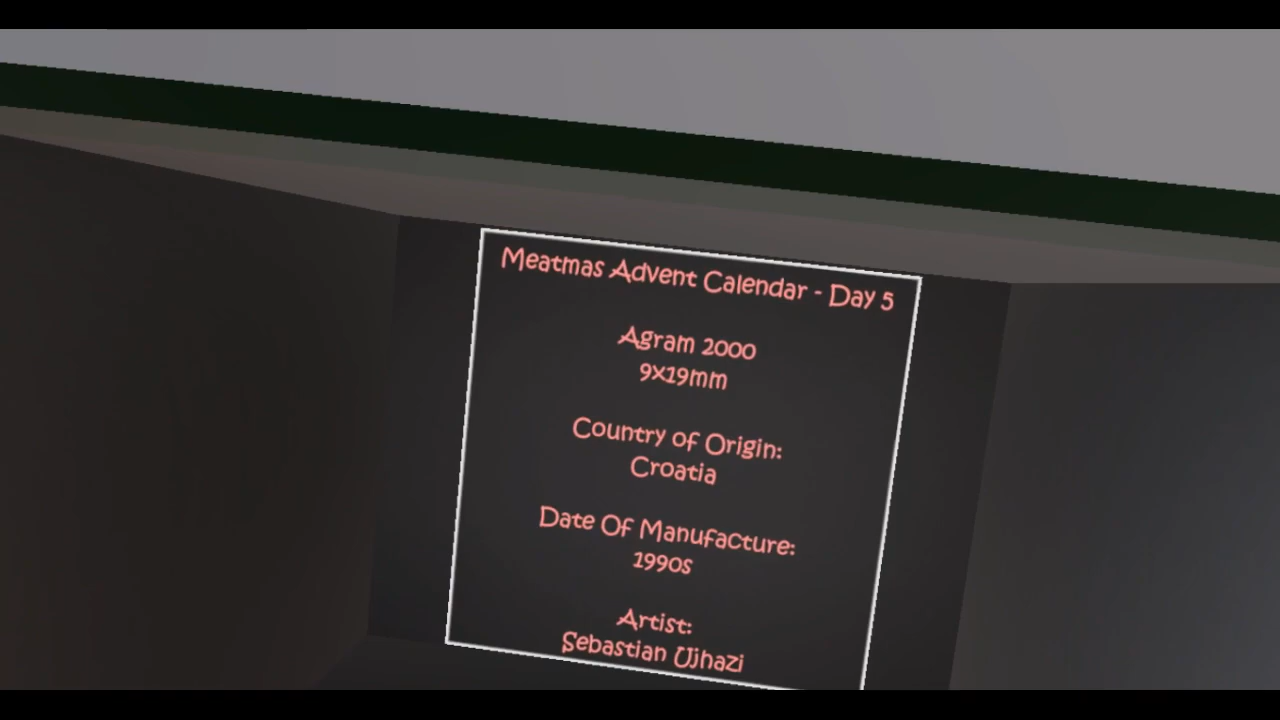 Meatmas Advent Calendar - Day 5
Agram 2000
9x19mm
Country of Origin:
Croatia
Date Of Manufacture:
1990s
Artist:
Sebastian Ujhazi